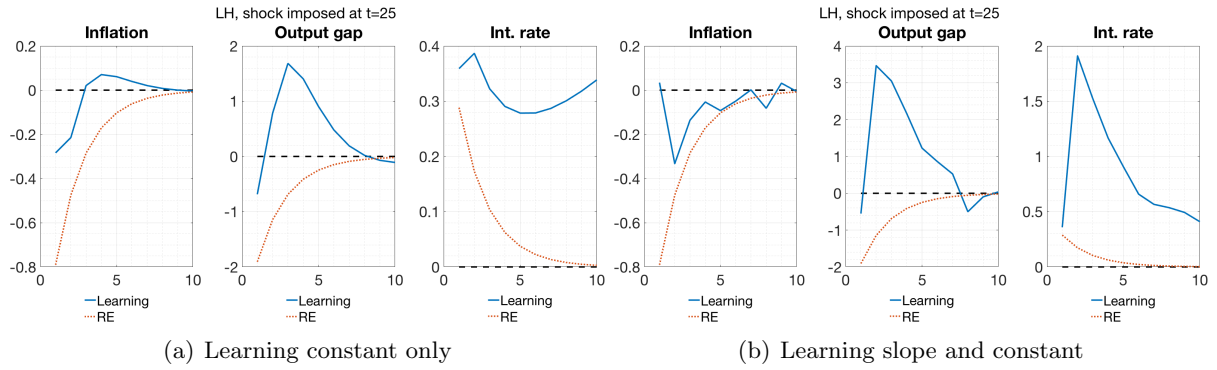 LH, shock imposed at t=25
Inflation
Output gap
Int. rate
0.2
0
-0.2
-0.4
-0.6
-0.8
0 5 10
Learning
RE
2
1
0
-1
-2
0 5 10
Learning
RE
0.4
0.3
0.2
0.1
0
0 5 10
Learning
RE
(a) Learning constant only
LH, shock imposed at t=25
Inflation
Output gap
Int. rate
0.2
0
-0.2
-0.4
-0.6
-0.8
0 5 10
Learning
RE
4
3
2
1
0
-1
-2
0 5 10
Learning
RE
2
1.5
1
0.5
0
0 5 10
Learning
RE
(b) Learning slope and constant